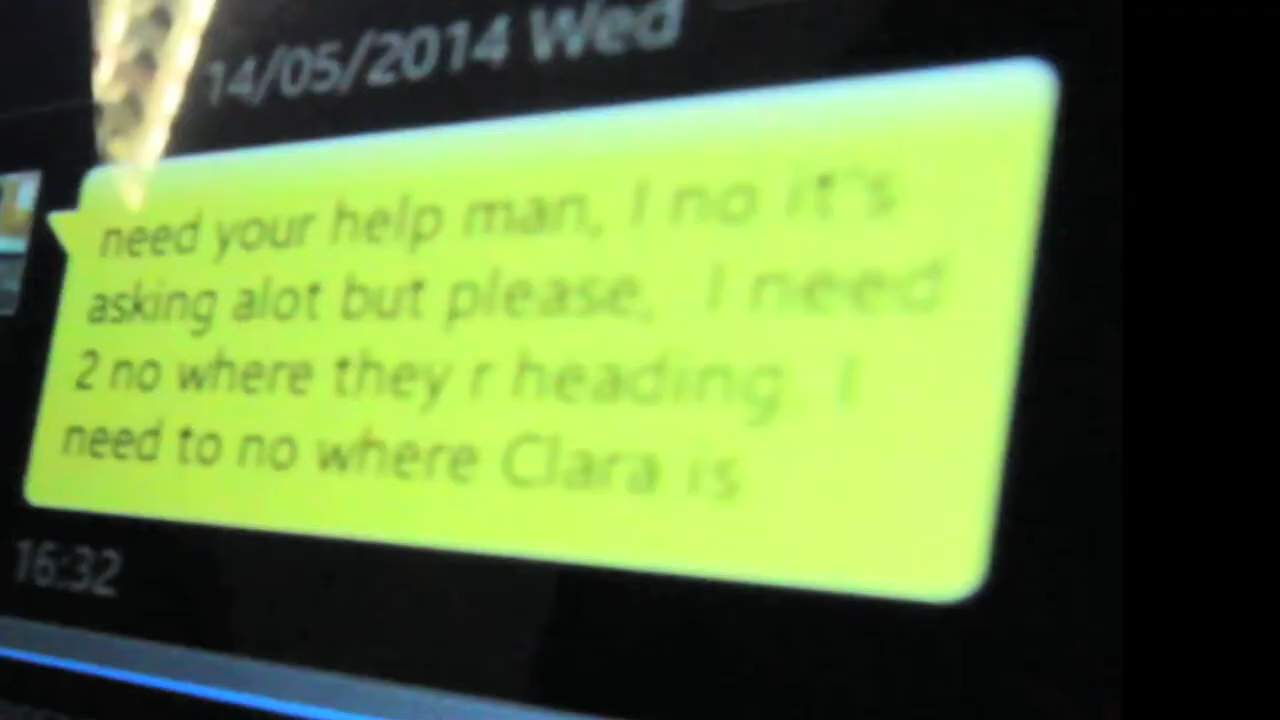 14/05/2014 Wed
need your help man, I no it's
asking alot but please, I need
2 no where they r heading. I
need to no where Clara is
16:32